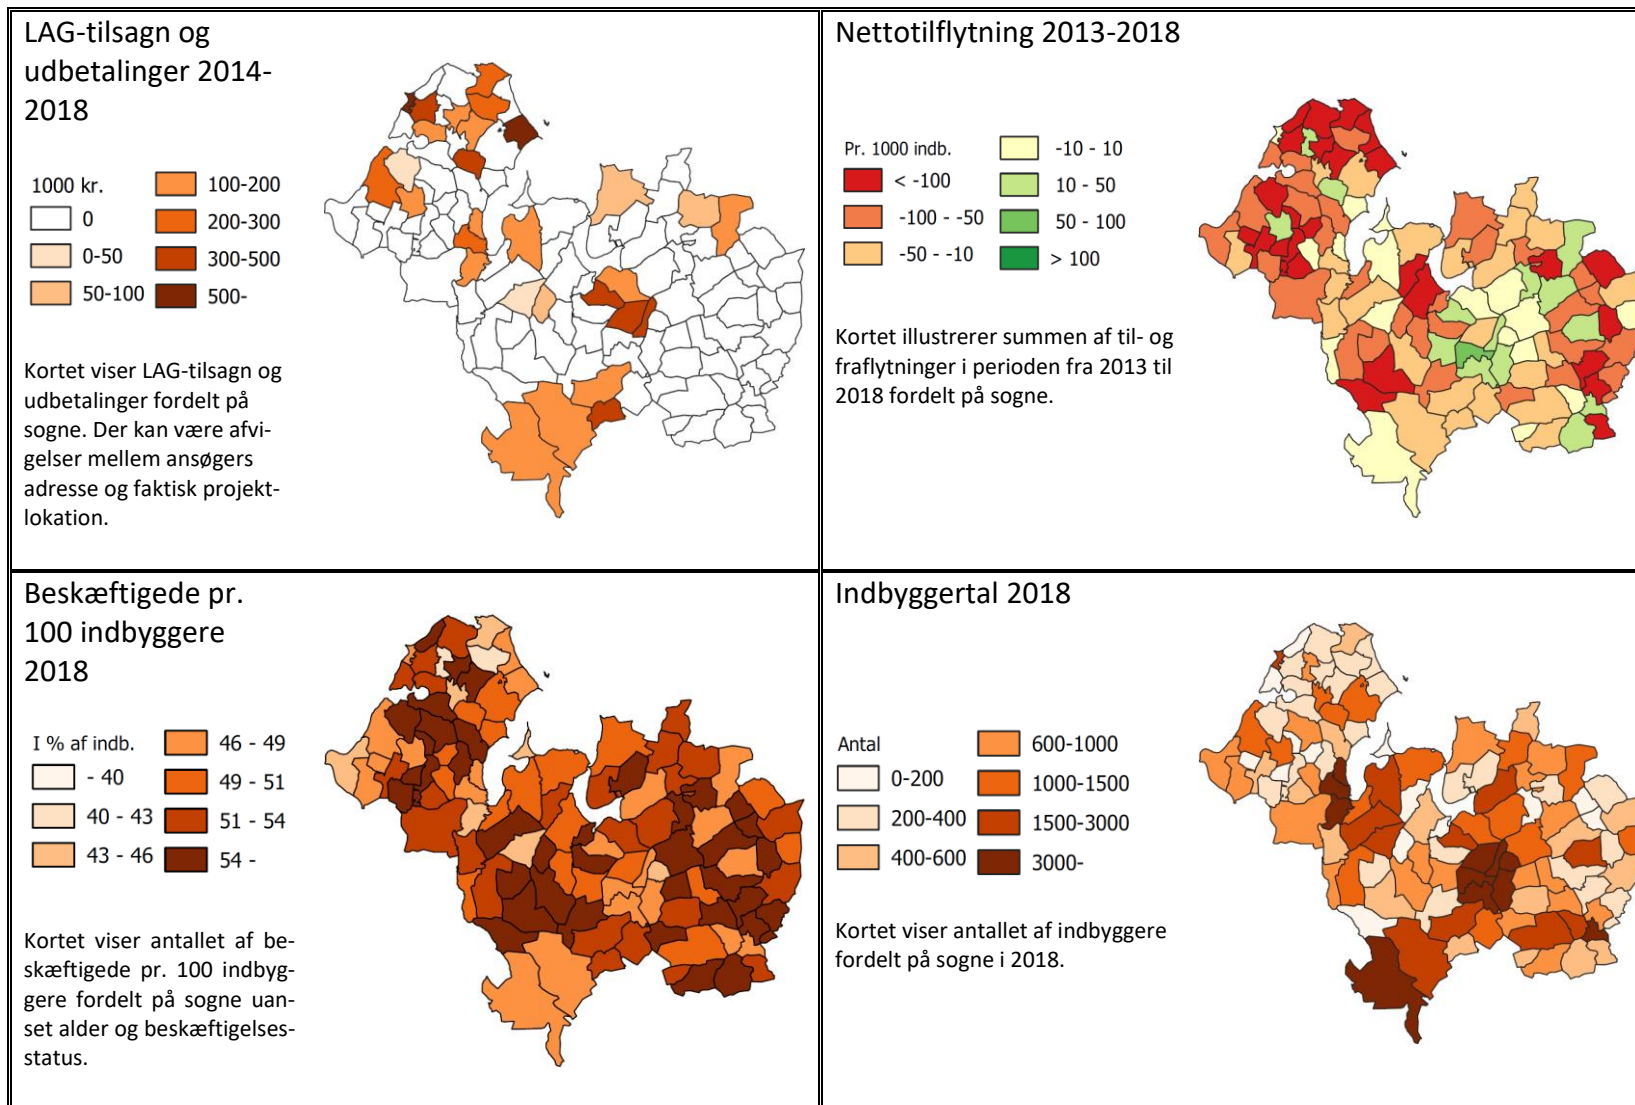 LAG-tilsagn og
udbetalinger 2014-
2018
1000 kr.
0
0-50
50-100
100-200
200-300
300-500
500-
Kortet viser LAG-tilsagn og
udbetalinger fordelt på
sogne. Der kan være afvi-
gelser mellem ansøgers
adresse og faktisk projekt-
lokation.
Nettotilflytning 2013-2018
Pr. 1000 indb.
< -100
-100 - -50
-50 - -10
-10 - 10
10 - 50
50 - 100
> 100
Kortet illustrerer summen af til- og
fraflytninger i perioden fra 2013 til
2018 fordelt på sogne.
Beskæftigede pr.
100 indbyggere
2018
I % af indb.
- 40
40 - 43
43 - 46
46 - 49
49 - 51
51 - 54
54 -
Kortet viser antallet af be-
skæftigede pr. 100 indbyg-
gere fordelt på sogne uan-
set alder og beskæftigelses-
status.
Indbyggertal 2018
Antal
0-200
200-400
400-600
600-1000
1000-1500
1500-3000
3000-
Kortet viser antallet af indbyggere
fordelt på sogne i 2018.